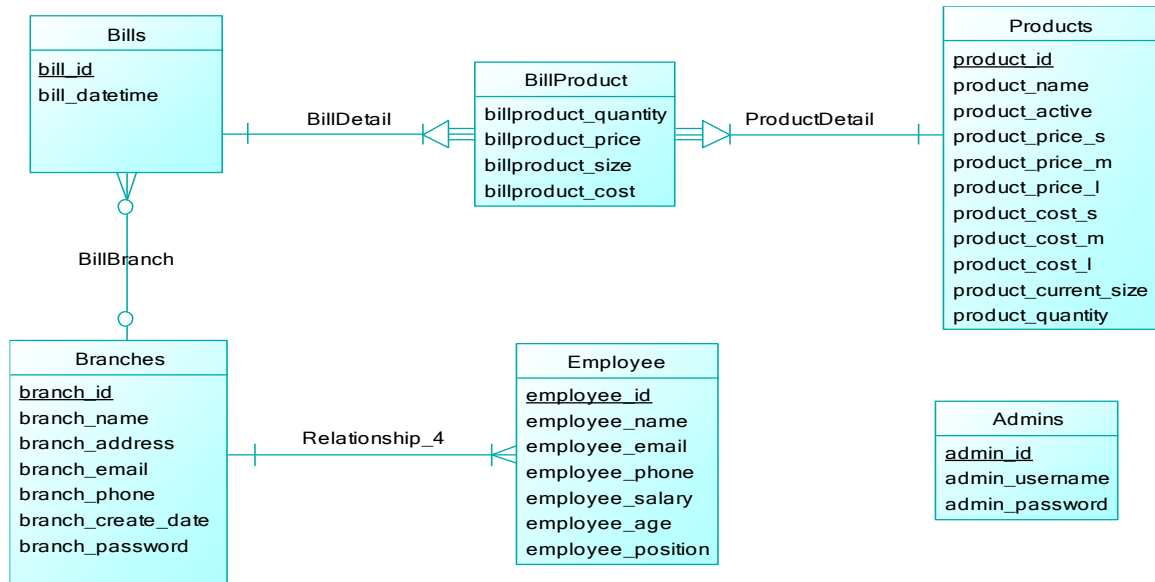 Bills
bill_id
bill_datetime
BillDetail
BillProduct
billproduct_quantity
billproduct_price
billproduct_size
billproduct_cost
ProductDetail
Products
product_id
product_name
product_active
product_price_s
product_price_m
product_price_l
product_cost_s
product_cost_m
product_cost_l
product_current_size
product_quantity
BillBranch
Branches
branch_id
branch_name
branch_address
branch_email
branch_phone
branch_create_date
branch_password
Relationship_4
Employee
employee_id
employee_name
employee_email
employee_phone
employee_salary
employee_age
employee_position
Admins
admin_id
admin_username
admin_password